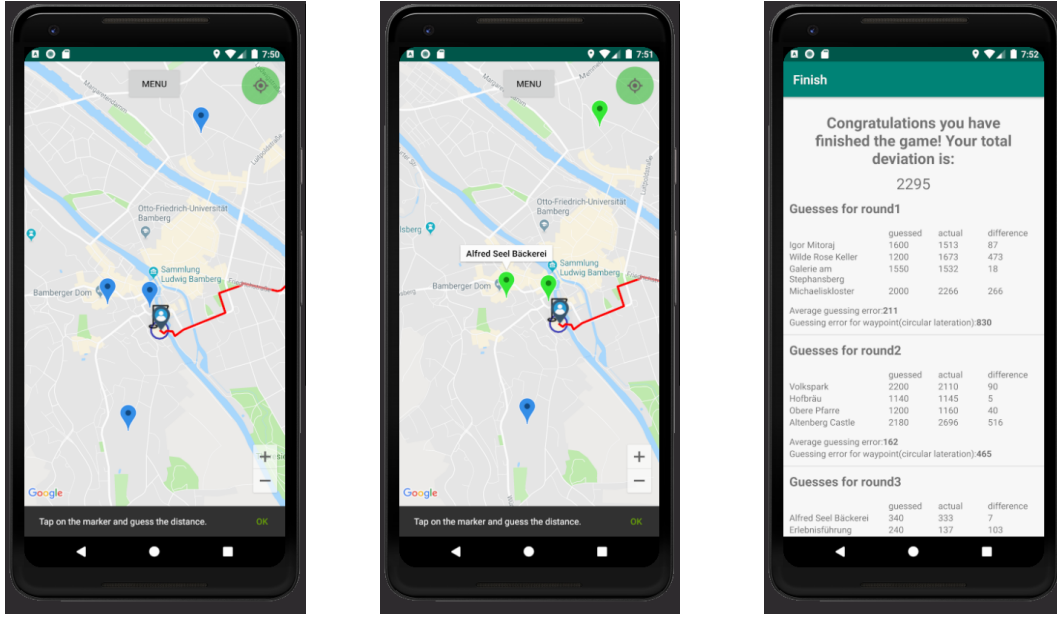 7:50
MENU
Margaretendamm
Luitpoldstraße
Otto-Friedrich-Universität
Bamberg
Sammlung
Ludwig Bamberg
Bamberger Dom
Google
Tap on the marker and guess the distance. OK
7:51
MENU
Luitpoldstraße
Otto-Friedrich-Universität
Bamberg
lsberg
Alfred Seel Bäckerei
Sammlung
Ludwig Bamberg
Bamberger Dom
Google
Tap on the marker and guess the distance. OK
7:52
Finish
Congratulations you have
finished the game! Your total
deviation is:
2295
Guesses for round1
guessed actual difference
Igor Mitoraj 1600 1513 87
Wilde Rose Keller 1200 1673 473
Galerie am 1550 1532 18
Stephansberg
Michaeliskloster 2000 2266 266
Average guessing error:211
Guessing error for waypoint(circular lateration):830
Guesses for round2
guessed actual difference
Volkspark 2200 2110 90
Hofbräu 1140 1145 5
Obere Pfarre 1200 1160 40
Altenberg Castle 2180 2696 516
Average guessing error:162
Guessing error for waypoint(circular lateration):465
Guesses for round3
guessed actual difference
Alfred Seel Bäckerei 340 333 7
Erlebnisführung 240 137 103